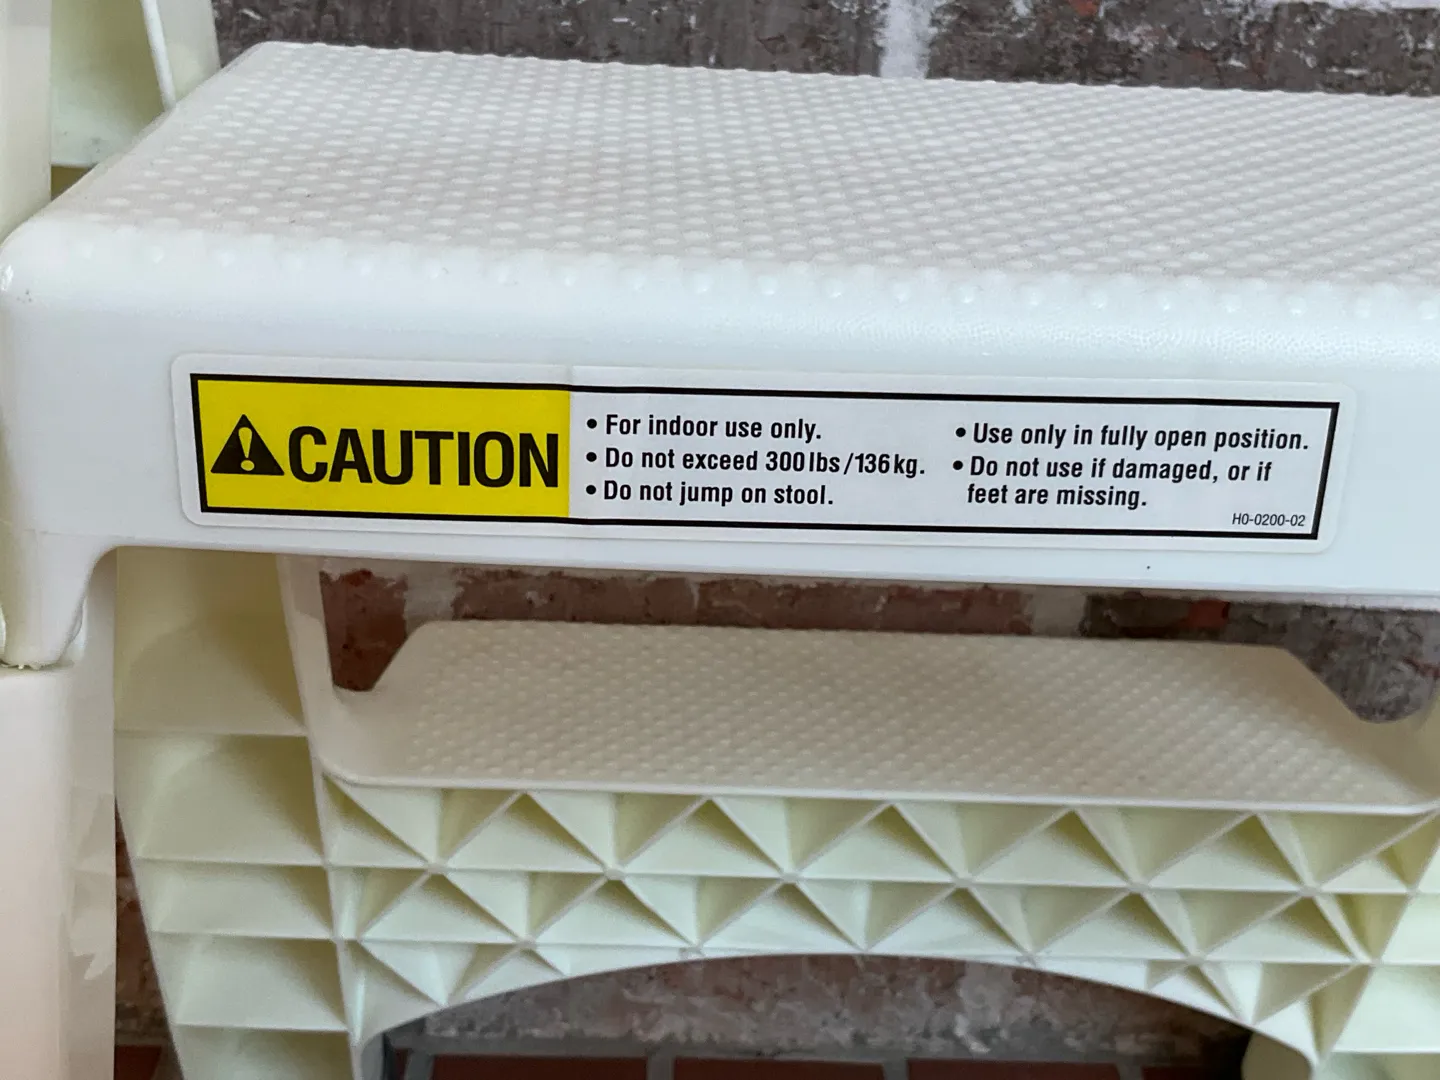 CAUTION
• For indoor use only.
• Do not exceed 300 lbs/136 kg.
• Do not jump on stool.
• Use only in fully open position.
• Do not use if damaged, or if
feet are missing.
H0-0200-02